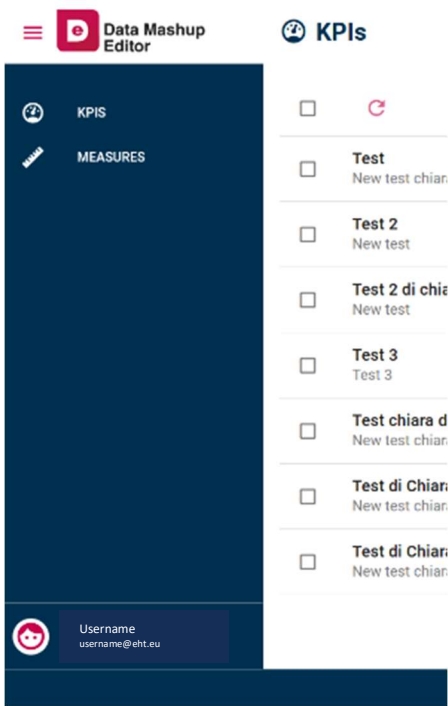 e Data Mashup
Editor
KPIs
KPIS
MEASURES
Test
New test chiar
Test 2
New test
Test 2 di chia
New test
Test 3
Test 3
Test chiara d
New test chiar
Test di Chiar
New test chiar
Test di Chiar
New test chiar
Username
username@eht.eu